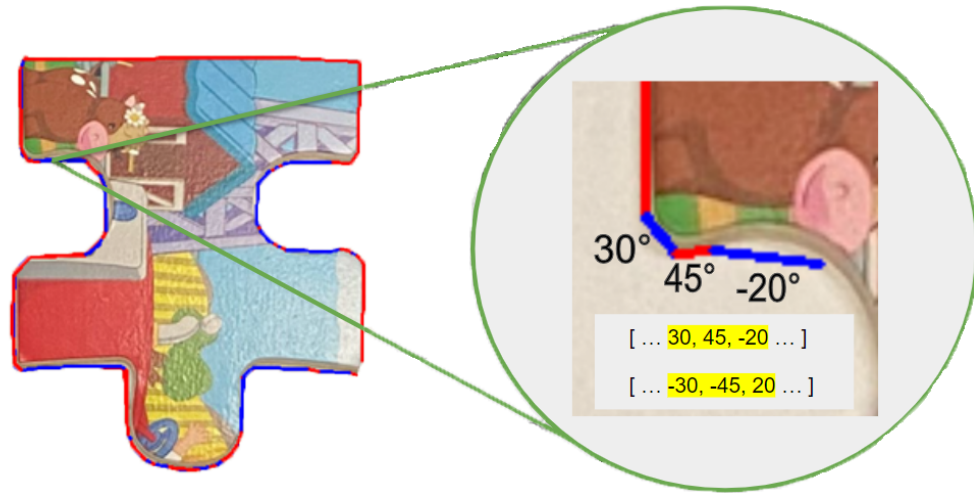 30°
45°
-20°
[ ... 30, 45, -20 ... ]
[ ... -30, -45, 20 ... ]